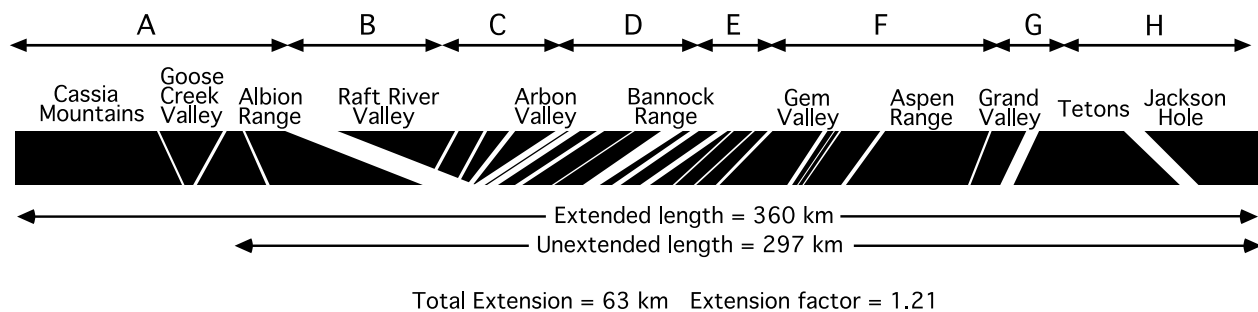 A B C D E F G H
Cassia Mountains
Goose Creek Valley
Albion Range
Raft River Valley
Arbon Valley
Bannock Range
Gem Valley
Aspen Range
Grand Valley
Tetons
Jackson Hole
Extended length = 360 km
Unextended length = 297 km
Total Extension = 63 km Extension factor = 1.21